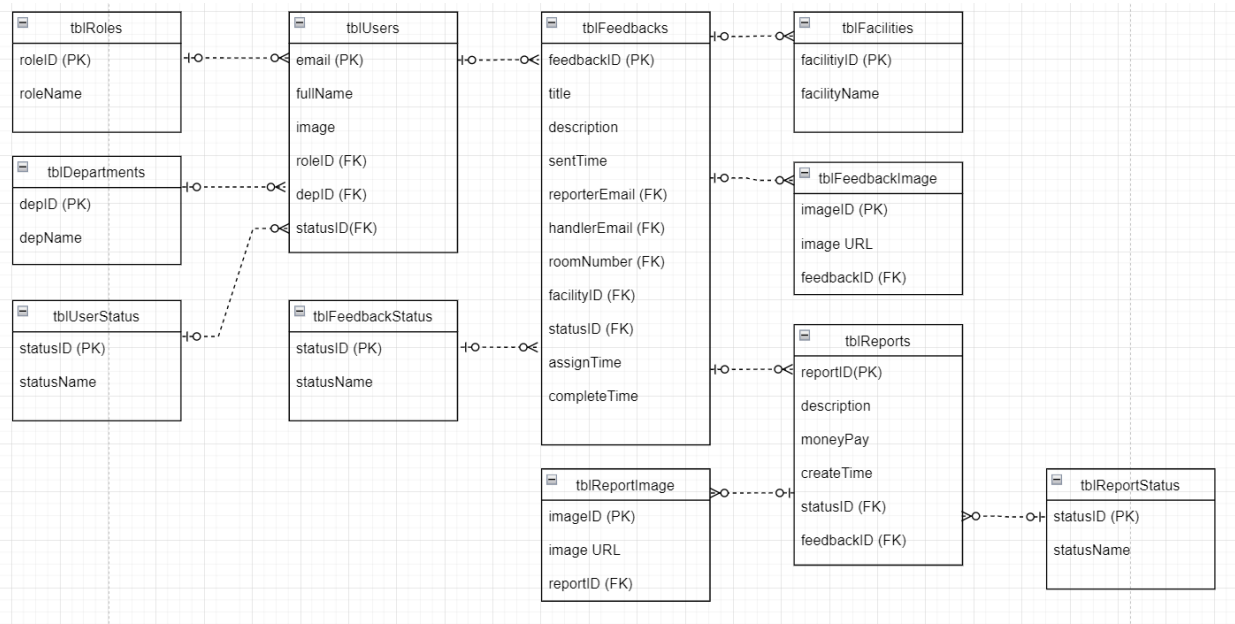 tblRoles
roleID (PK)
roleName
tblUsers
email (PK)
fullName
image
roleID (FK)
depID (FK)
statusID(FK)
tblFeedbacks
feedbackID (PK)
title
description
sentTime
reporterEmail (FK)
handlerEmail (FK)
roomNumber (FK)
facilityID (FK)
statusID (FK)
assignTime
completeTime
tblFacilities
facilitiyID (PK)
facilityName
tblDepartments
depID (PK)
depName
tblFeedbackImage
imageID (PK)
image URL
feedbackID (FK)
tblUserStatus
statusID (PK)
statusName
tblFeedbackStatus
statusID (PK)
statusName
tblReports
reportID(PK)
description
moneyPay
createTime
statusID (FK)
feedbackID (FK)
tblReportImage
imageID (PK)
image URL
reportID (FK)
tblReportStatus
statusID (PK)
statusName